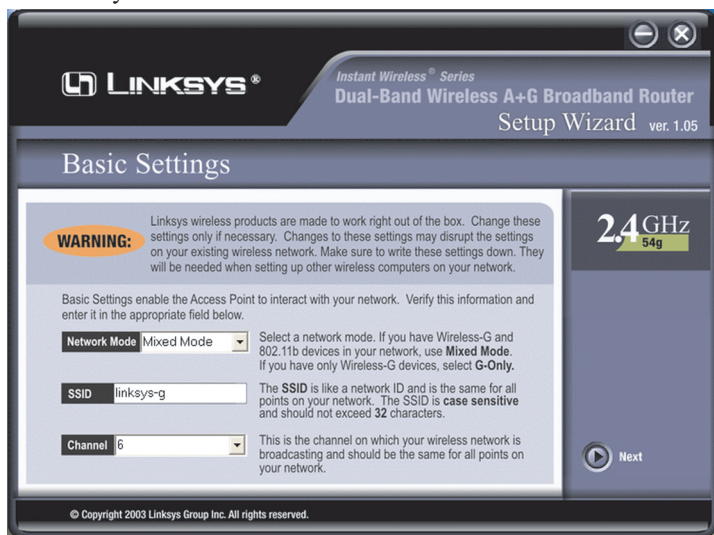 LINKSYS®
Instant Wireless® Series
Dual-Band Wireless A+G Broadband Router
Setup Wizard ver. 1.05
Basic Settings
WARNING:
Linksys wireless products are made to work right out of the box. Change these
settings only if necessary. Changes to these settings may disrupt the settings
on your existing wireless network. Make sure to write these settings down. They
will be needed when setting up other wireless computers on your network.
2.4 GHz
54g
Basic Settings enable the Access Point to interact with your network. Verify this information and
enter it in the appropriate field below.
Network Mode Mixed Mode
Select a network mode. If you have Wireless-G and
802.11b devices in your network, use Mixed Mode.
If you have only Wireless-G devices, select G-Only.
SSID linksys-g
The SSID is like a network ID and is the same for all
points on your network. The SSID is case sensitive
and should not exceed 32 characters.
Channel 6
This is the channel on which your wireless network is
broadcasting and should be the same for all points on
your network.
Next
© Copyright 2003 Linksys Group Inc. All rights reserved.